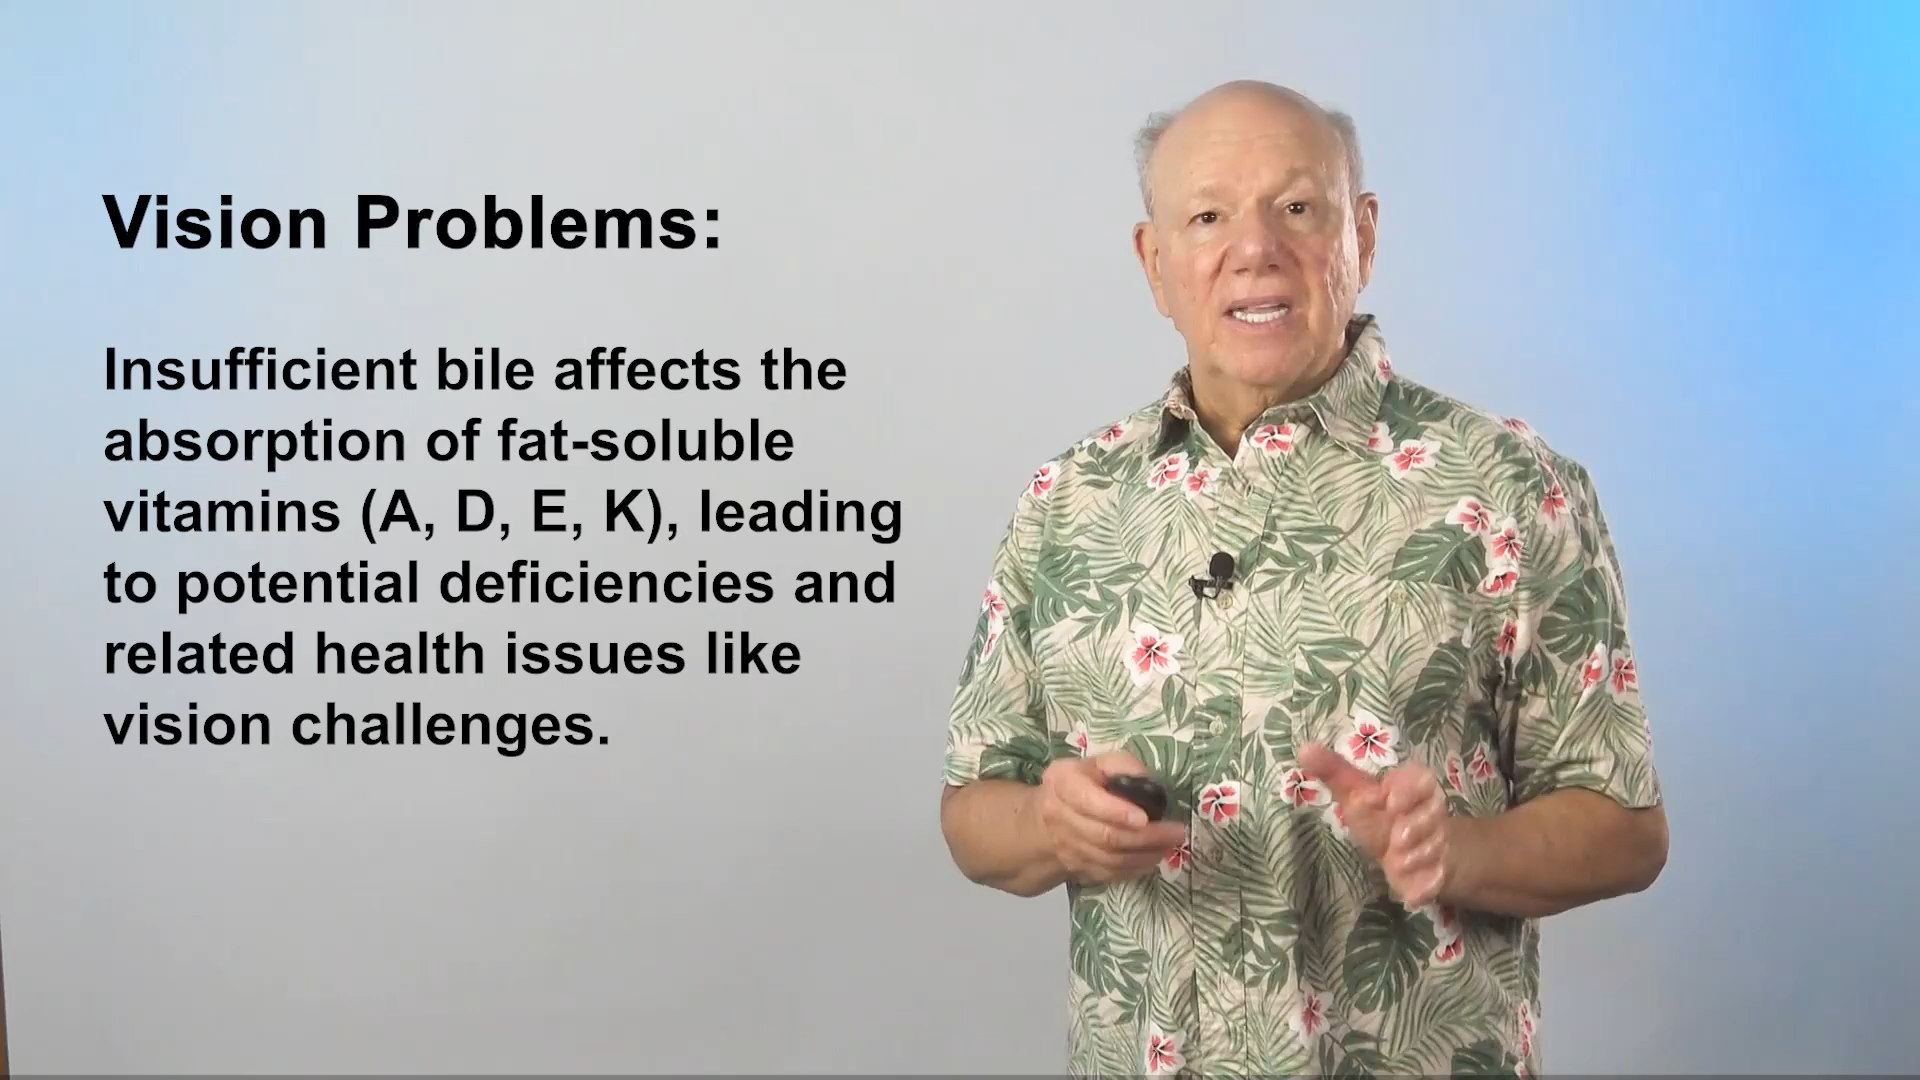 Vision Problems:
Insufficient bile affects the
absorption of fat-soluble
vitamins (A, D, E, K), leading
to potential deficiencies and
related health issues like
vision challenges.